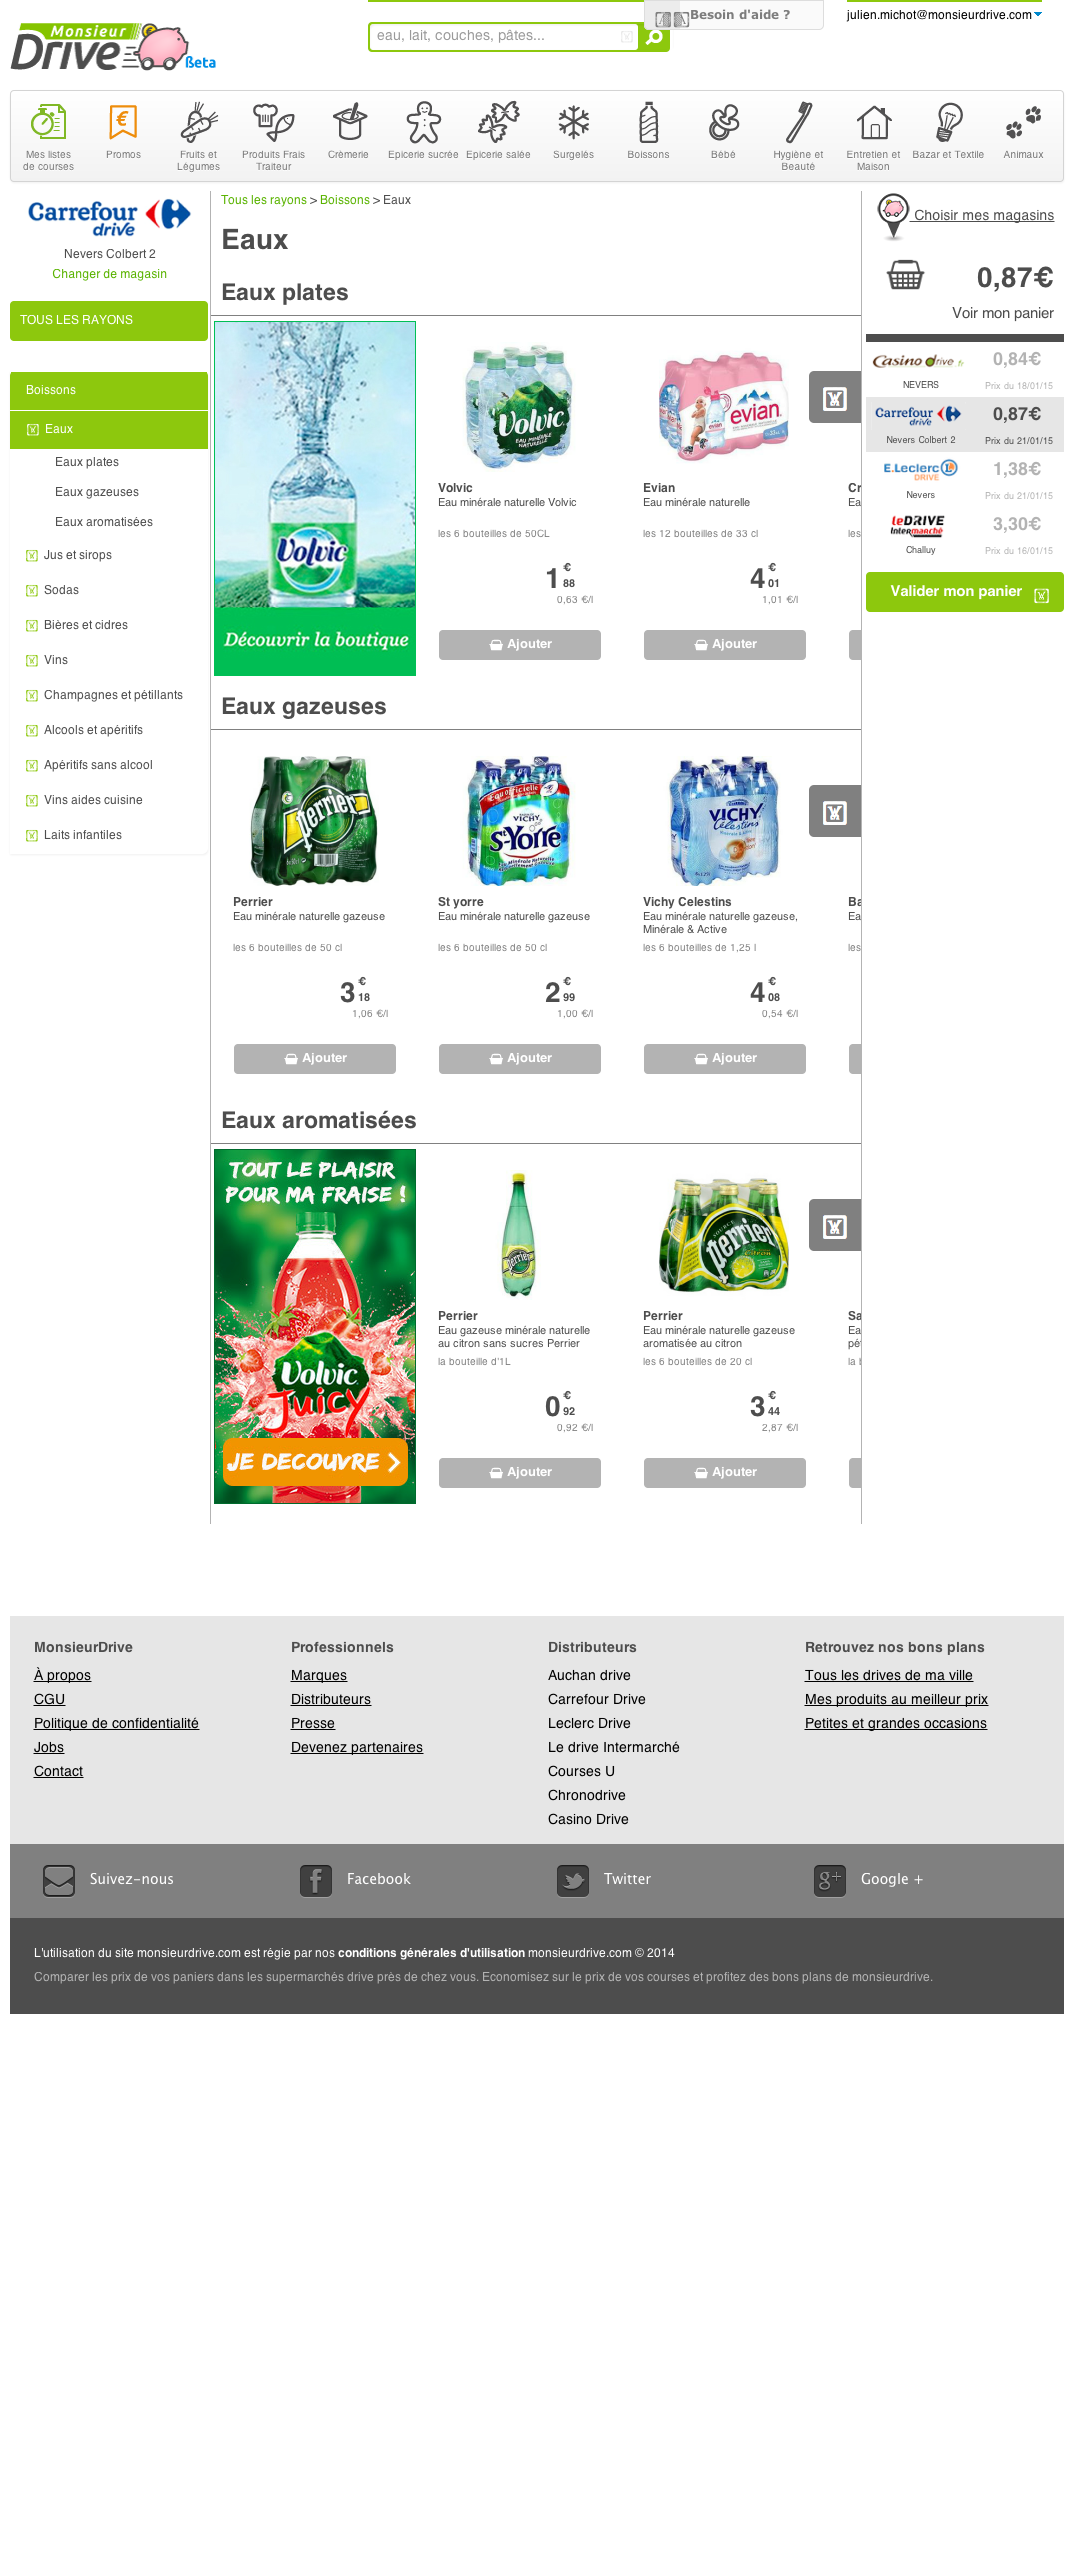 Monsieur
Drive
Beta
eau, lait, couches, pâtes...
Besoin d'aide ?
julien.michot@monsieurdrive.com
Mes listes
de courses
Promos
Fruits et
Légumes
Produits Frais
Traiteur
Crèmerie
Epicerie sucrée
Epicerie salée
Surgelés
Boissons
Bébé
Hygiène et
Beauté
Entretien et
Maison
Bazar et Textile
Animaux
Carrefour
drive
Nevers Colbert 2
Changer de magasin
TOUS LES RAYONS
Boissons
Eaux
Eaux plates
Eaux gazeuses
Eaux aromatisées
Jus et sirops
Sodas
Bières et cidres
Vins
Champagnes et pétillants
Alcools et apéritifs
Apéritifs sans alcool
Vins aides cuisine
Laits infantiles
Tous les rayons > Boissons > Eaux
Eaux
Eaux plates
Volvic
Découvrir la boutique
Volvic
EAU MINÉRALE
NATURELLE
Volvic
Eau minérale naturelle Volvic
les 6 bouteilles de 50CL
1 € 88
0,63 €/l
Ajouter
evian
evian
Evian
Eau minérale naturelle
les 12 bouteilles de 33 cl
4 € 01
1,01 €/l
Ajouter
Cr
Ea
les
Eaux gazeuses
perrier
Perrier
Eau minérale naturelle gazeuse
les 6 bouteilles de 50 cl
3 € 18
1,06 €/l
Ajouter
Eau Officielle
VICHY
St-Yorre
St yorre
Eau minérale naturelle gazeuse
les 6 bouteilles de 50 cl
2 € 99
1,00 €/l
Ajouter
VICHY
Célestins
Vichy Celestins
Eau minérale naturelle gazeuse,
Minérale & Active
les 6 bouteilles de 1,25 l
4 € 08
0,54 €/l
Ajouter
Ba
Ea
les
Eaux aromatisées
TOUT LE PLAISIR
POUR MA FRAISE !
Volvic
JUICY
JE DECOUVRE >
perrier
Perrier
Eau gazeuse minérale naturelle
au citron sans sucres Perrier
la bouteille d'1L
0 € 92
0,92 €/l
Ajouter
SOURCE
perrier
citron
Perrier
Eau minérale naturelle gazeuse
aromatisée au citron
les 6 bouteilles de 20 cl
3 € 44
2,87 €/l
Ajouter
Sa
Ea
pé
la b
Choisir mes magasins
0,87€
Voir mon panier
Casino drive.fr
NEVERS
0,84€
Prix du 18/01/15
Carrefour
drive
Nevers Colbert 2
0,87€
Prix du 21/01/15
E.Leclerc
DRIVE
Nevers
1,38€
Prix du 21/01/15
leDRIVE
Intermarché
Challuy
3,30€
Prix du 16/01/15
Valider mon panier
MonsieurDrive
À propos
CGU
Politique de confidentialité
Jobs
Contact
Professionnels
Marques
Distributeurs
Presse
Devenez partenaires
Distributeurs
Auchan drive
Carrefour Drive
Leclerc Drive
Le drive Intermarché
Courses U
Chronodrive
Casino Drive
Retrouvez nos bons plans
Tous les drives de ma ville
Mes produits au meilleur prix
Petites et grandes occasions
Suivez-nous
Facebook
Twitter
Google +
L'utilisation du site monsieurdrive.com est régie par nos conditions générales d'utilisation monsieurdrive.com © 2014
Comparer les prix de vos paniers dans les supermarchés drive près de chez vous. Economisez sur le prix de vos courses et profitez des bons plans de monsieurdrive.